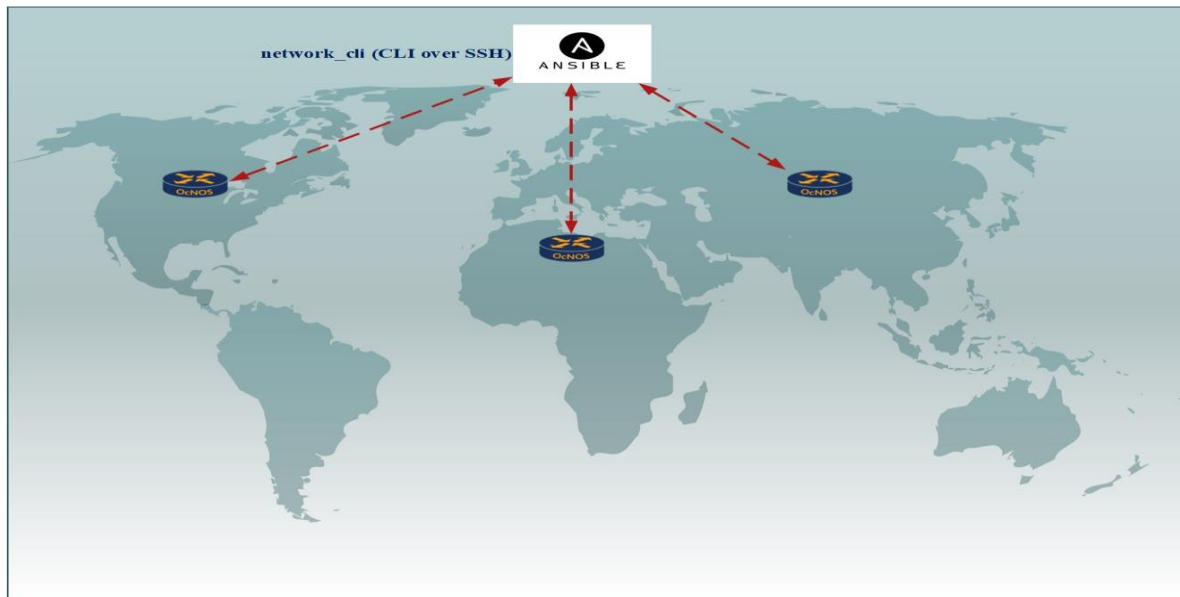 network_cli (CLI over SSH)
A
ANSIBLE
OcNOS
OcNOS
OcNOS